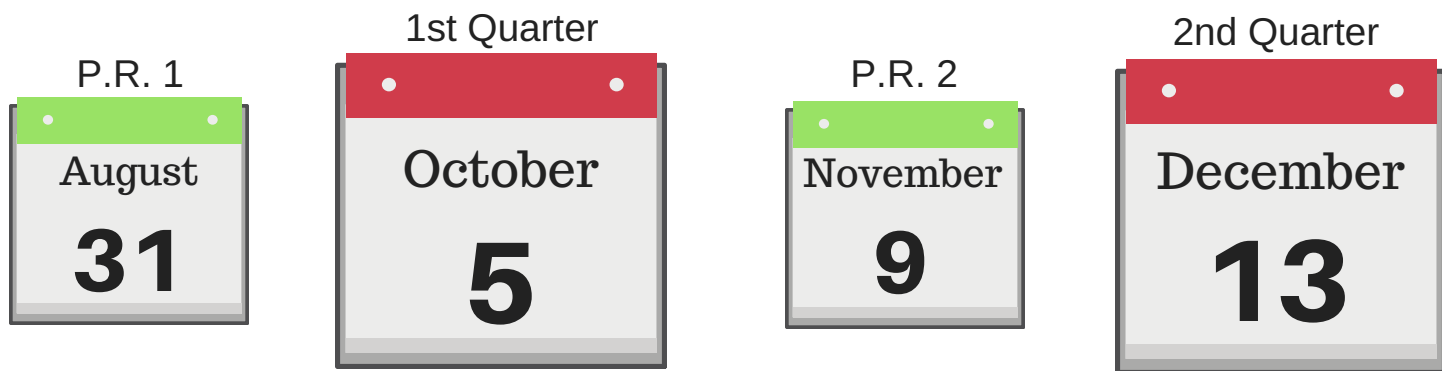 P.R. 1
August
31
1st Quarter
October
5
P.R. 2
November
9
2nd Quarter
December
13